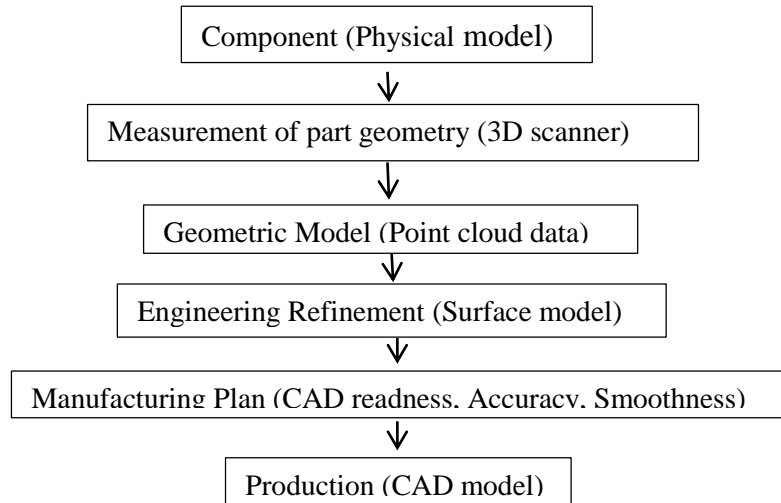 Component (Physical model)
Measurement of part geometry (3D scanner)
Geometric Model (Point cloud data)
Engineering Refinement (Surface model)
Manufacturing Plan (CAD readness, Accuracy, Smoothness)
Production (CAD model)